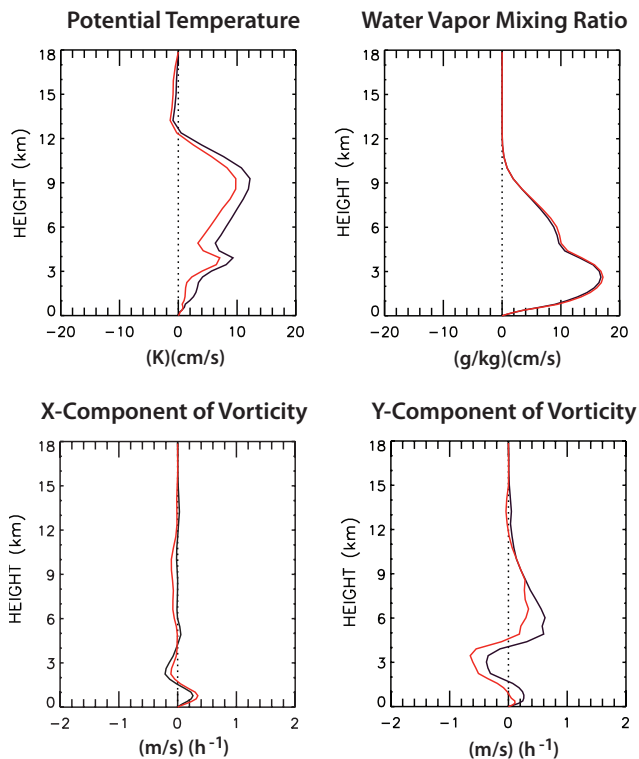 Potential Temperature
Water Vapor Mixing Ratio
18
15
12
9
6
3
0
HEIGHT (km)
−20 −10 0 10 20
(K)(cm/s)
18
15
12
9
6
3
0
HEIGHT (km)
−20 −10 0 10 20
(g/kg)(cm/s)
X-Component of Vorticity
Y-Component of Vorticity
18
15
12
9
6
3
0
HEIGHT (km)
−2 −1 0 1 2
(m/s) (h⁻¹)
18
15
12
9
6
3
0
HEIGHT (km)
−2 −1 0 1 2
(m/s) (h⁻¹)